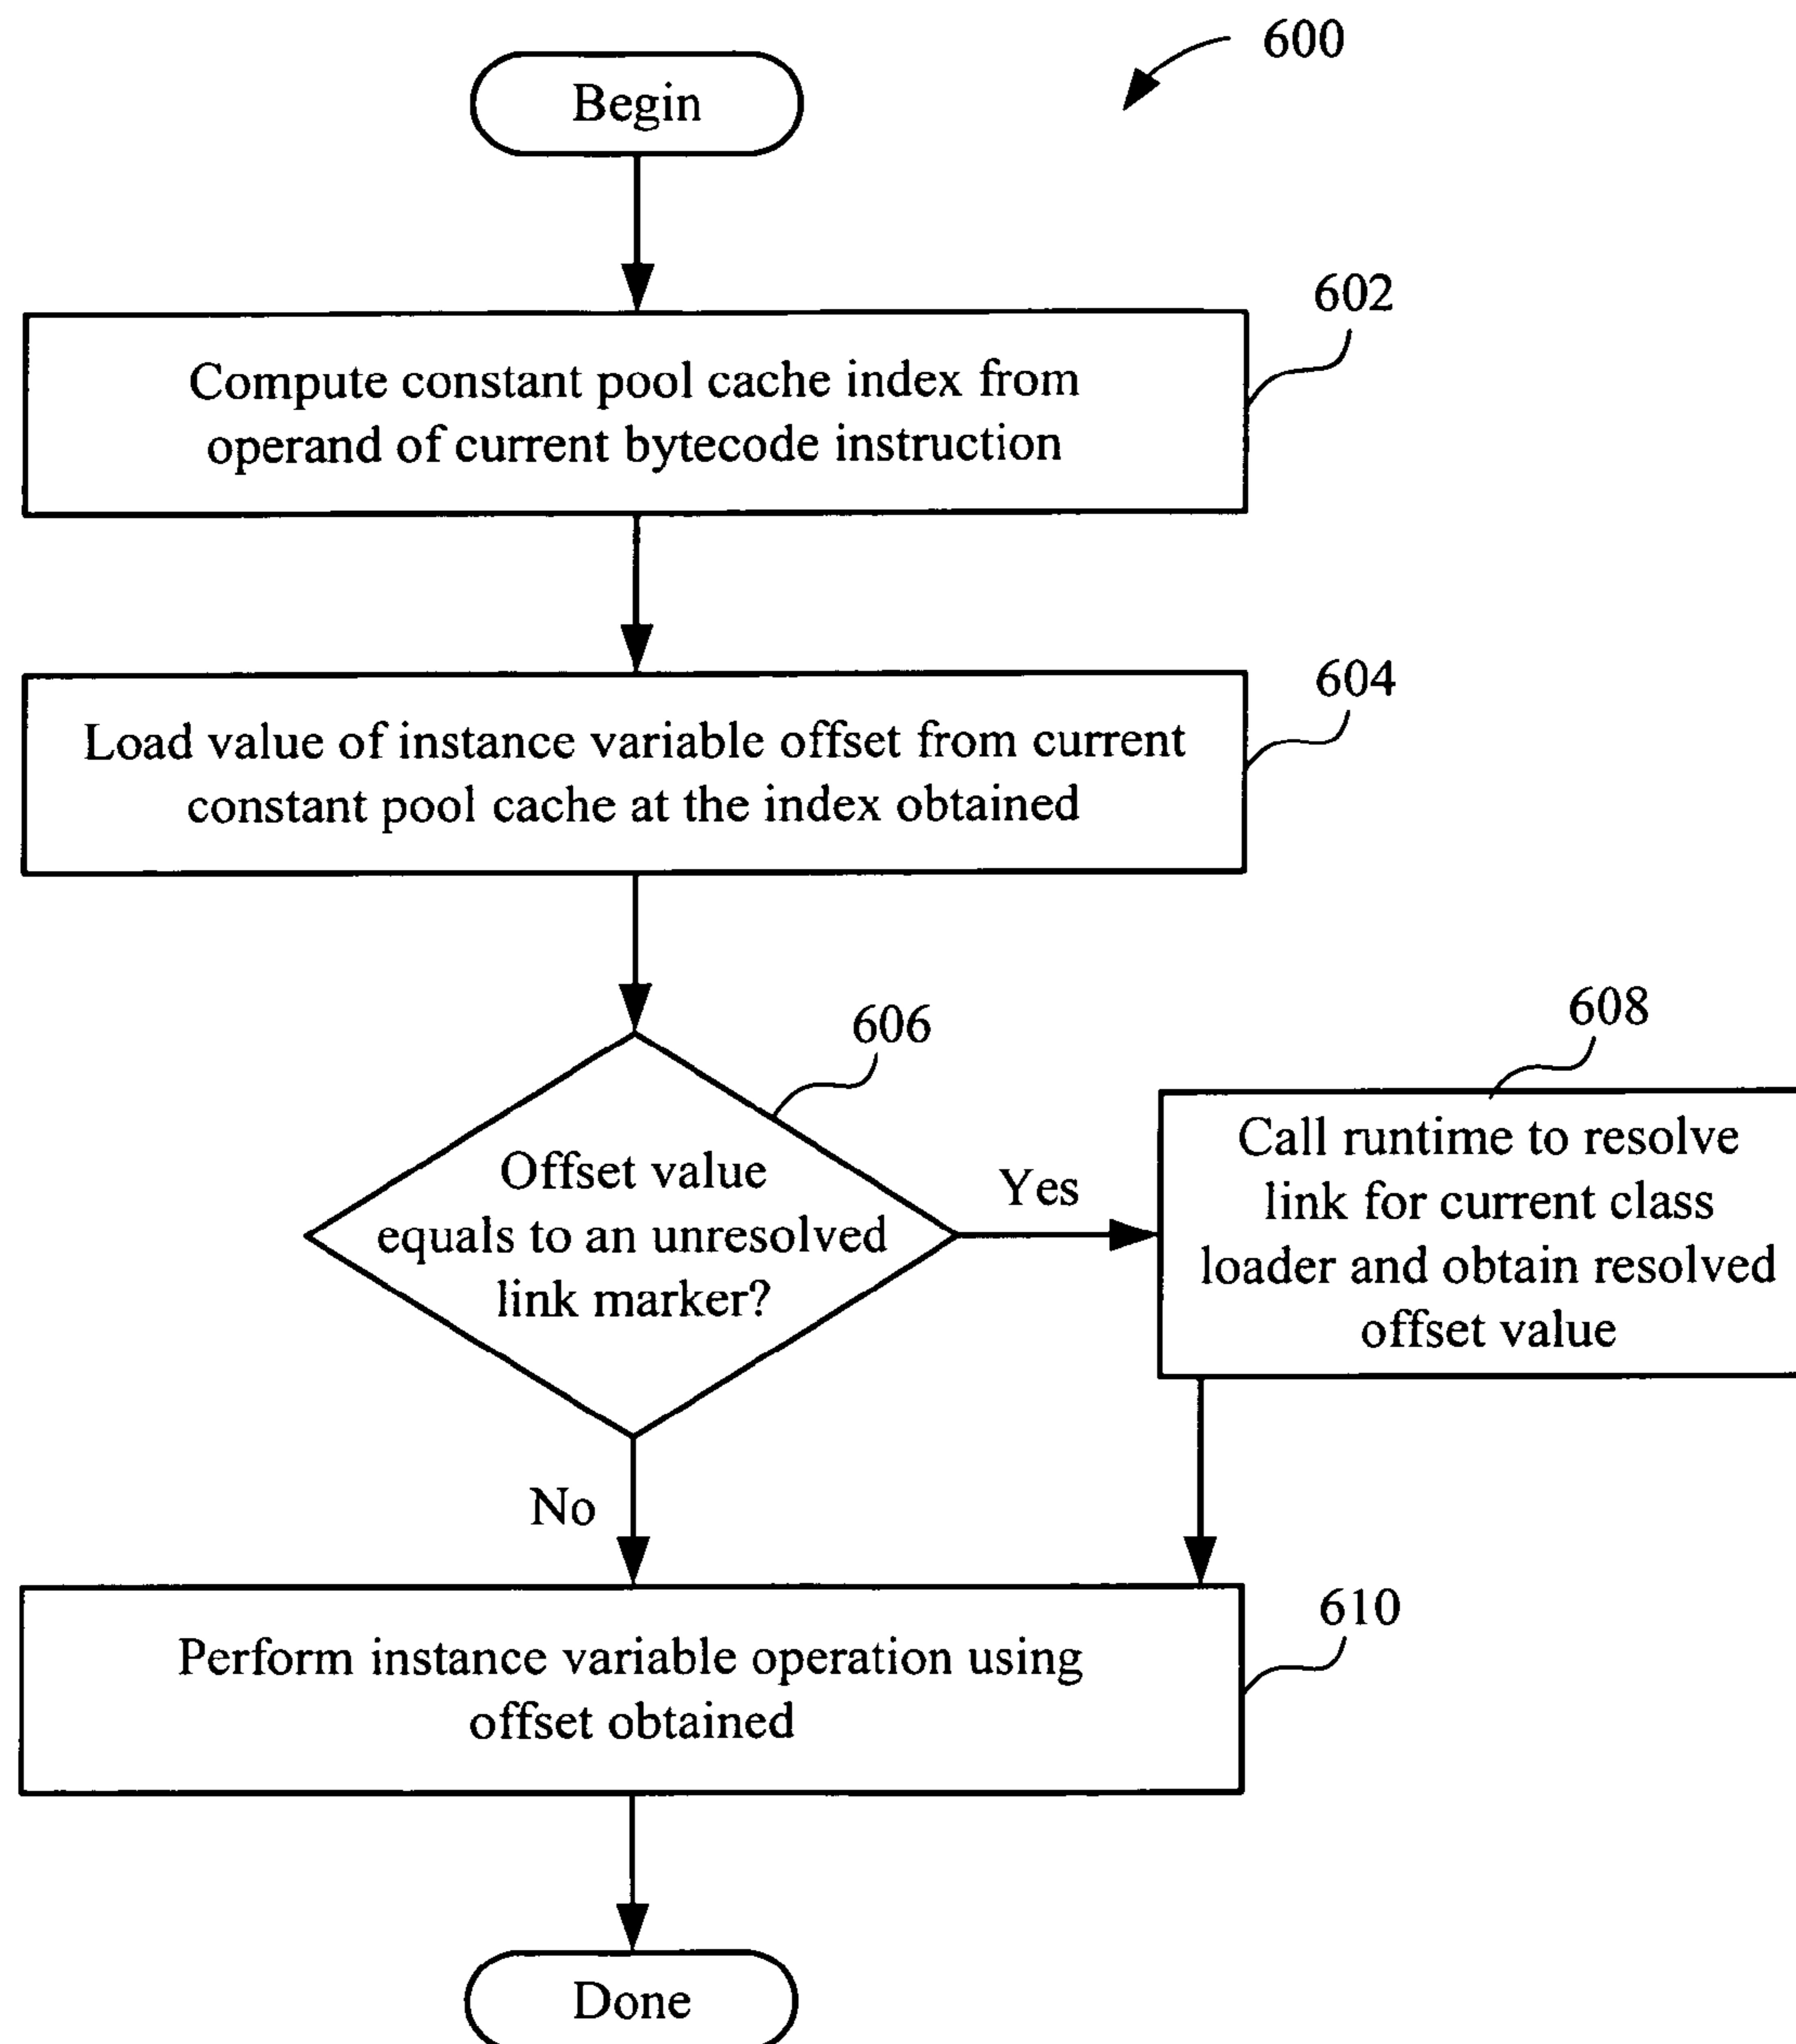 600
Begin
602
Compute constant pool cache index from
operand of current bytecode instruction
604
Load value of instance variable offset from current
constant pool cache at the index obtained
606
608
Offset value
equals to an unresolved
link marker?
Yes
Call runtime to resolve
link for current class
loader and obtain resolved
offset value
No
610
Perform instance variable operation using
offset obtained
Done